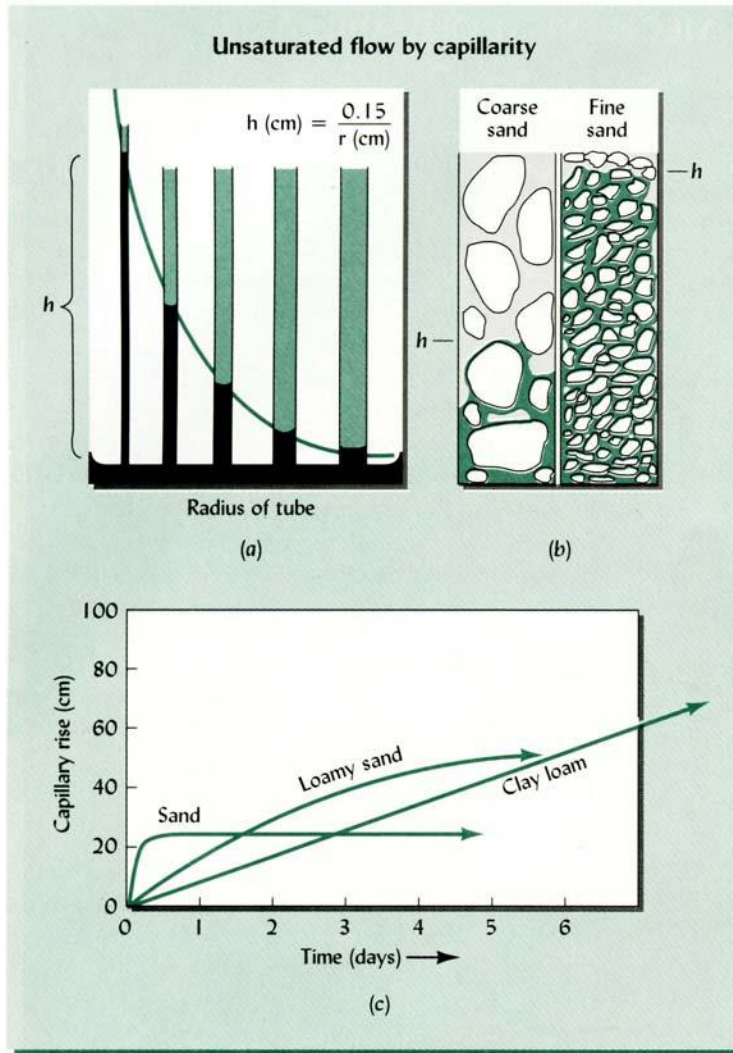 Unsaturated flow by capillarity
h (cm) = 0.15 / r (cm)
h
Radius of tube
(a)
Coarse sand
Fine sand
h
h
(b)
Capillary rise (cm)
100
80
60
40
20
0
Sand
Loamy sand
Clay loam
0 1 2 3 4 5 6
Time (days)
(c)